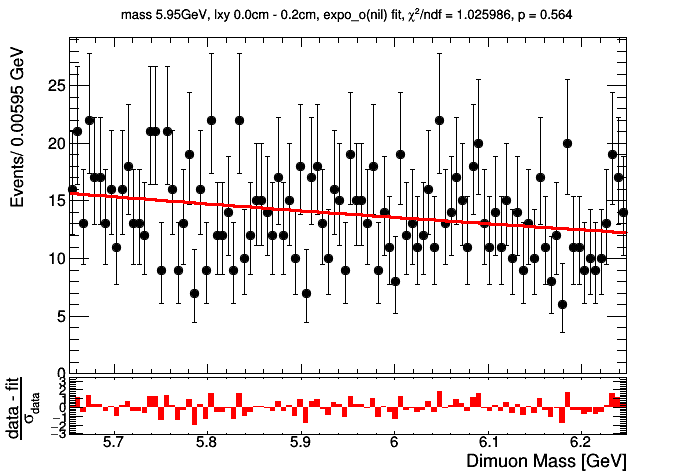 mass 5.95GeV, lxy 0.0cm - 0.2cm, expo_o(nil) fit, χ²/ndf = 1.025986, p = 0.564
Events/ 0.00595 GeV
25
20
15
10
5
0
data - fit
σdata
3
2
1
0
−1
−2
−3
5.7 5.8 5.9 6 6.1 6.2
Dimuon Mass [GeV]